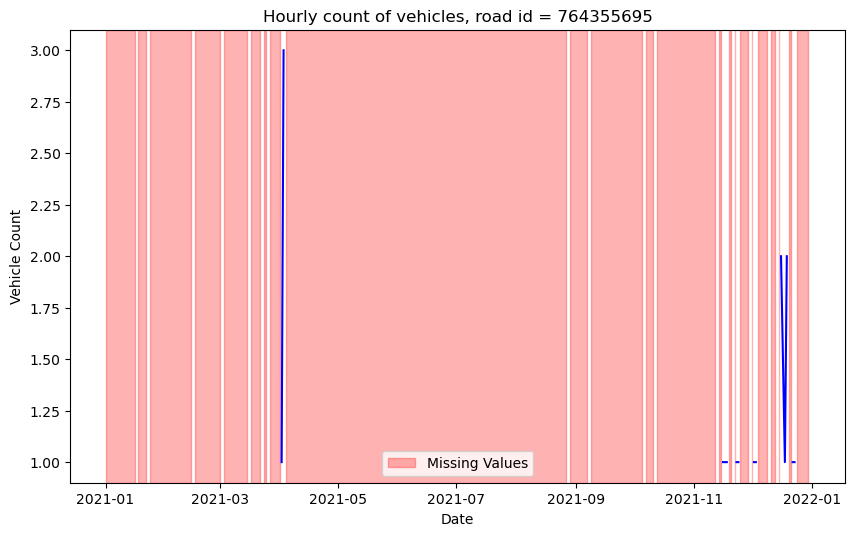 Hourly count of vehicles, road id = 764355695
3.00
2.75
2.50
2.25
2.00
1.75
1.50
1.25
1.00
Vehicle Count
Missing Values
2021-01 2021-03 2021-05 2021-07 2021-09 2021-11 2022-01
Date